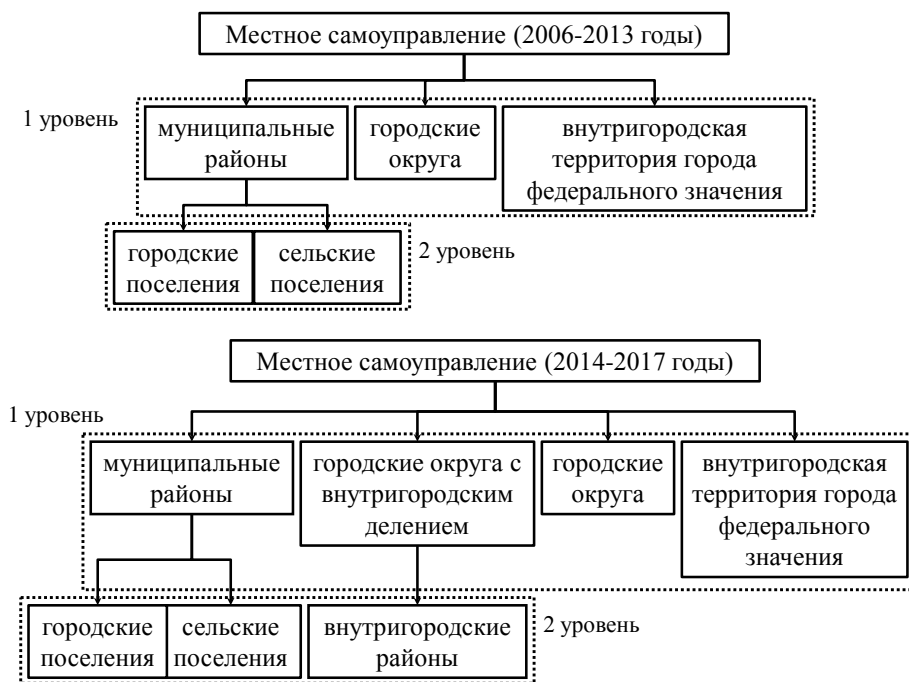 Местное самоуправление (2006-2013 годы)
1 уровень
муниципальные
районы
городские
округа
внутригородская
территория города
федерального значения
городские
поселения
сельские
поселения
2 уровень
Местное самоуправление (2014-2017 годы)
1 уровень
муниципальные
районы
городские округа с
внутригородским
делением
городские
округа
внутригородская
территория города
федерального
значения
городские
поселения
сельские
поселения
внутригородские
районы
2 уровень